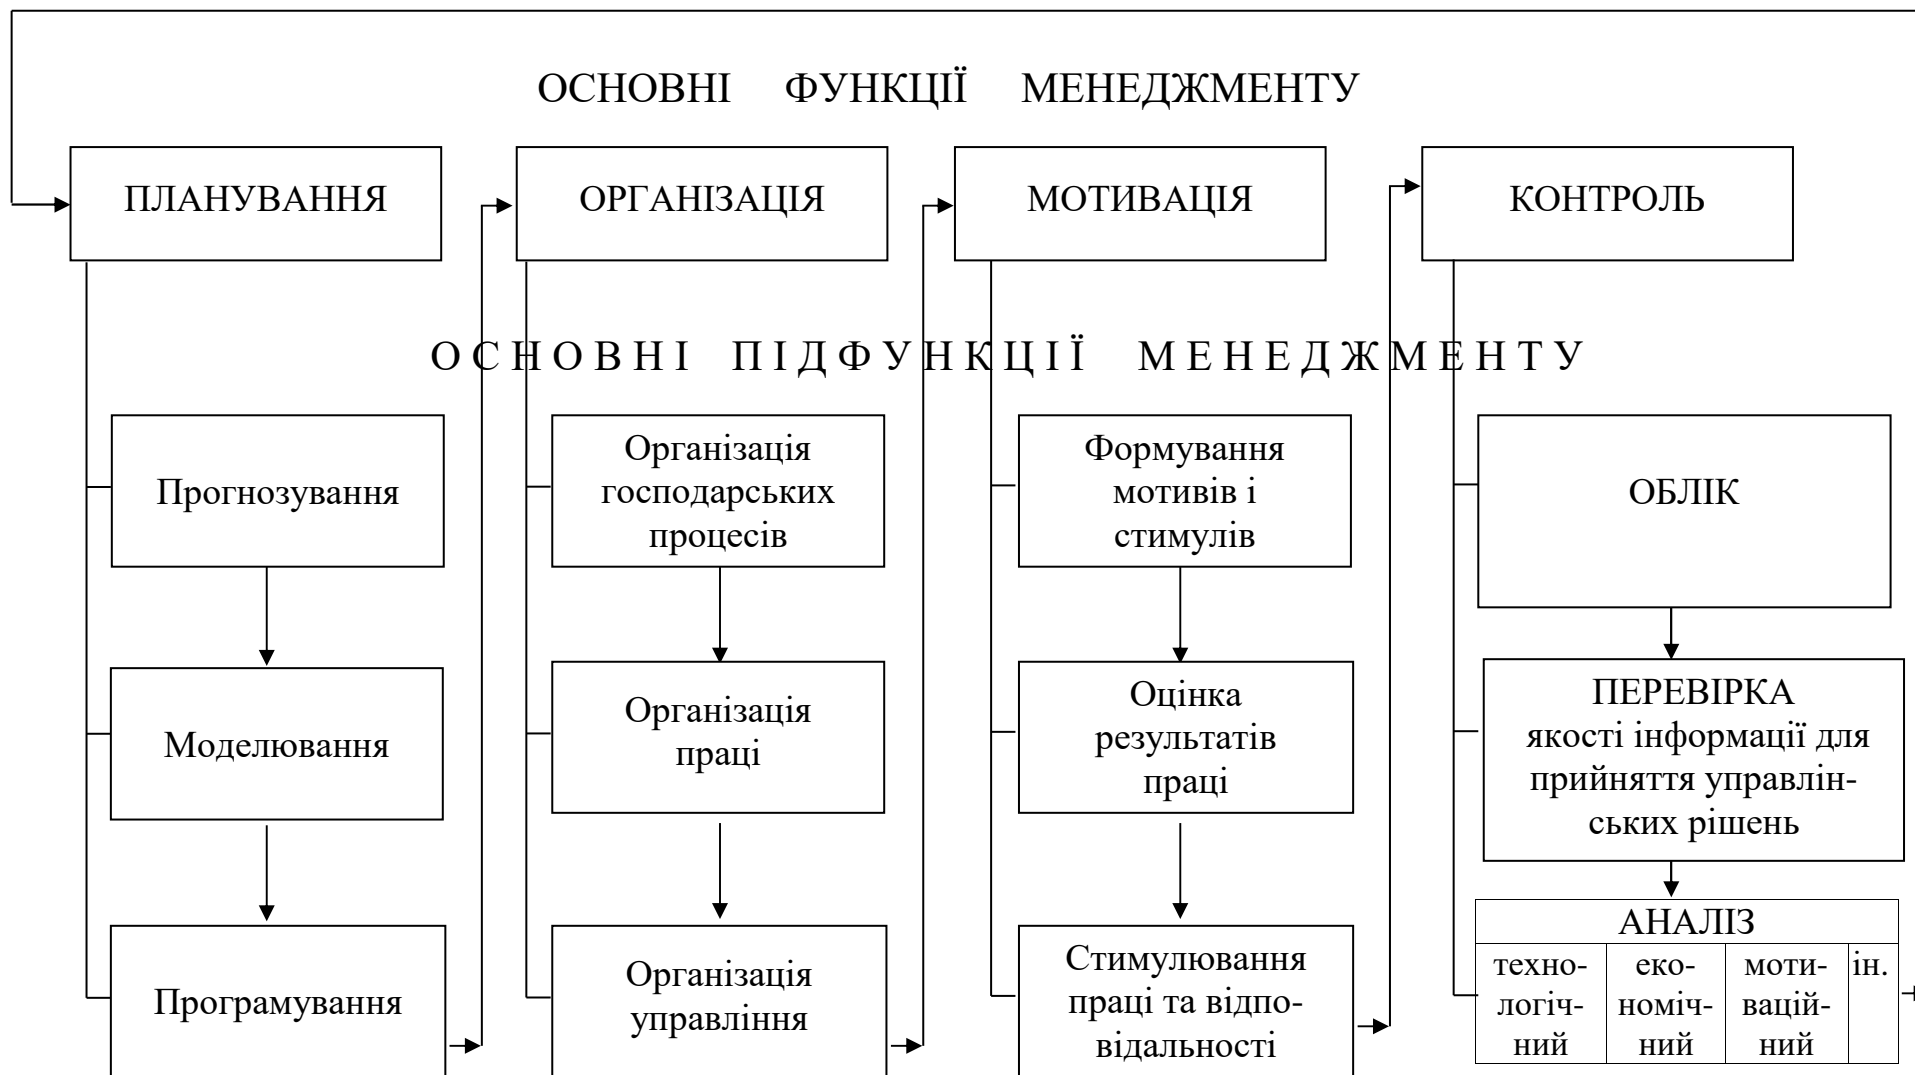 ОСНОВНІ ФУНКЦІЇ МЕНЕДЖМЕНТУ
ПЛАНУВАННЯ
ОРГАНІЗАЦІЯ
МОТИВАЦІЯ
КОНТРОЛЬ
О С Н О В Н І П І Д Ф У Н К Ц І Ї М Е Н Е Д Ж М Е Н Т У
Прогнозування
Організація
господарських
процесів
Формування
мотивів і
стимулів
ОБЛІК
Моделювання
Організація
праці
Оцінка
результатів
праці
ПЕРЕВІРКА
якості інформації для
прийняття управлін-
ських рішень
Програмування
Організація
управління
Стимулювання
праці та відпо-
відальності
АНАЛІЗ
техно-
логіч-
ний
еко-
номіч-
ний
моти-
вацій-
ний
ін.